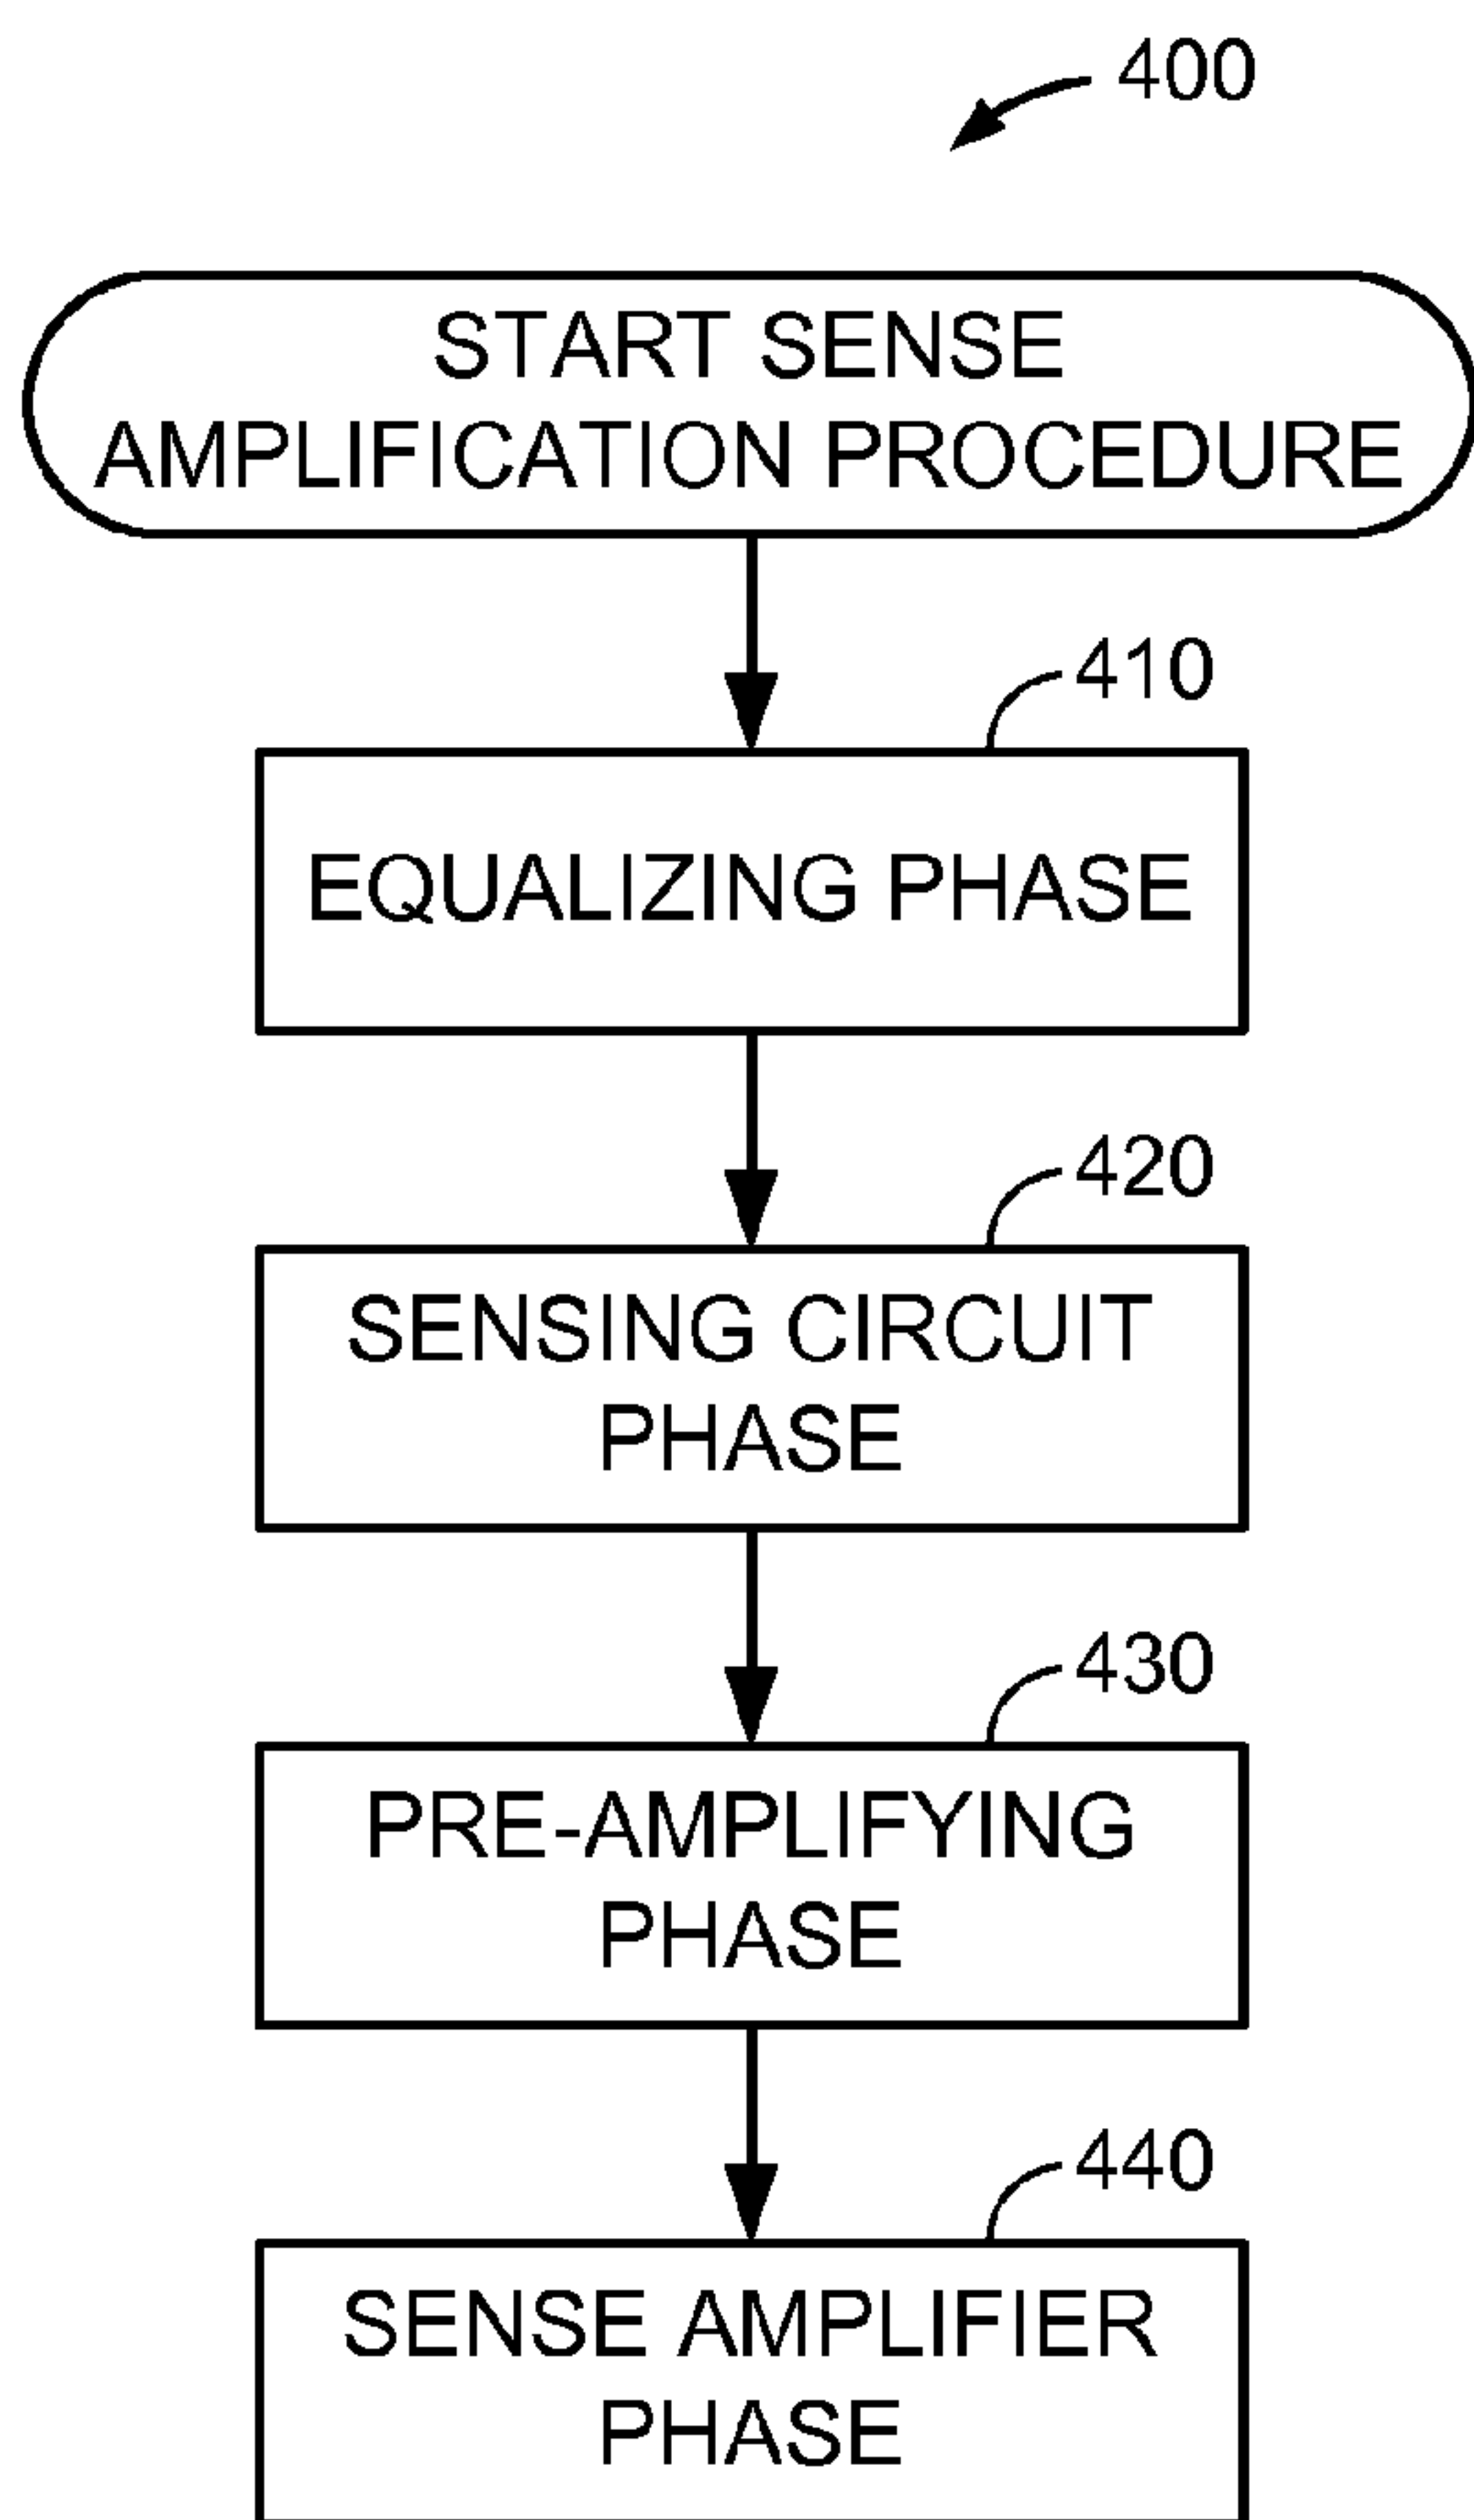 400
START SENSE
AMPLIFICATION PROCEDURE
410
EQUALIZING PHASE
420
SENSING CIRCUIT
PHASE
430
PRE-AMPLIFYING
PHASE
440
SENSE AMPLIFIER
PHASE